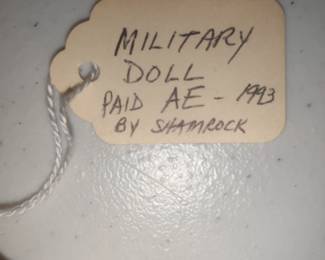 MILITARY
DOLL
PAID AE - 1993
BY SHAMROCK